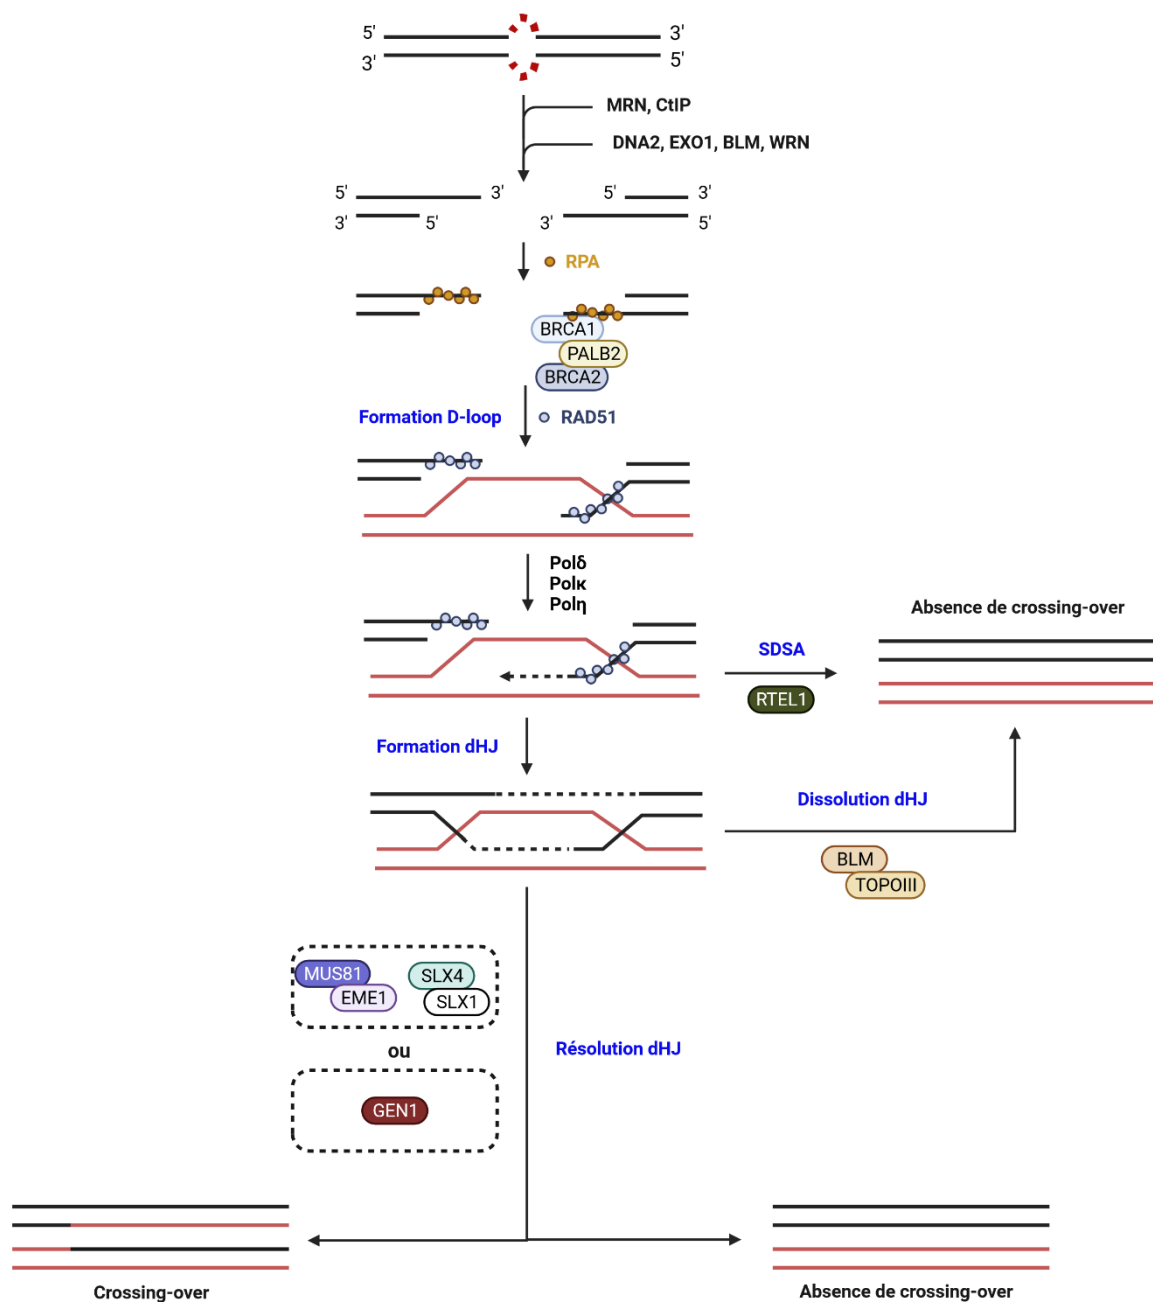 5' 3'
3' 5'
MRN, CtIP
DNA2, EXO1, BLM, WRN
5' 3' 5' 3'
3' 5' 3' 5'
RPA
BRCA1
PALB2
BRCA2
Formation D-loop RAD51
Polδ
Polκ
Polη
Absence de crossing-over
SDSA
RTEL1
Formation dHJ
Dissolution dHJ
BLM
TOPOIII
MUS81 SLX4
EME1 SLX1
ou
Résolution dHJ
GEN1
Crossing-over
Absence de crossing-over